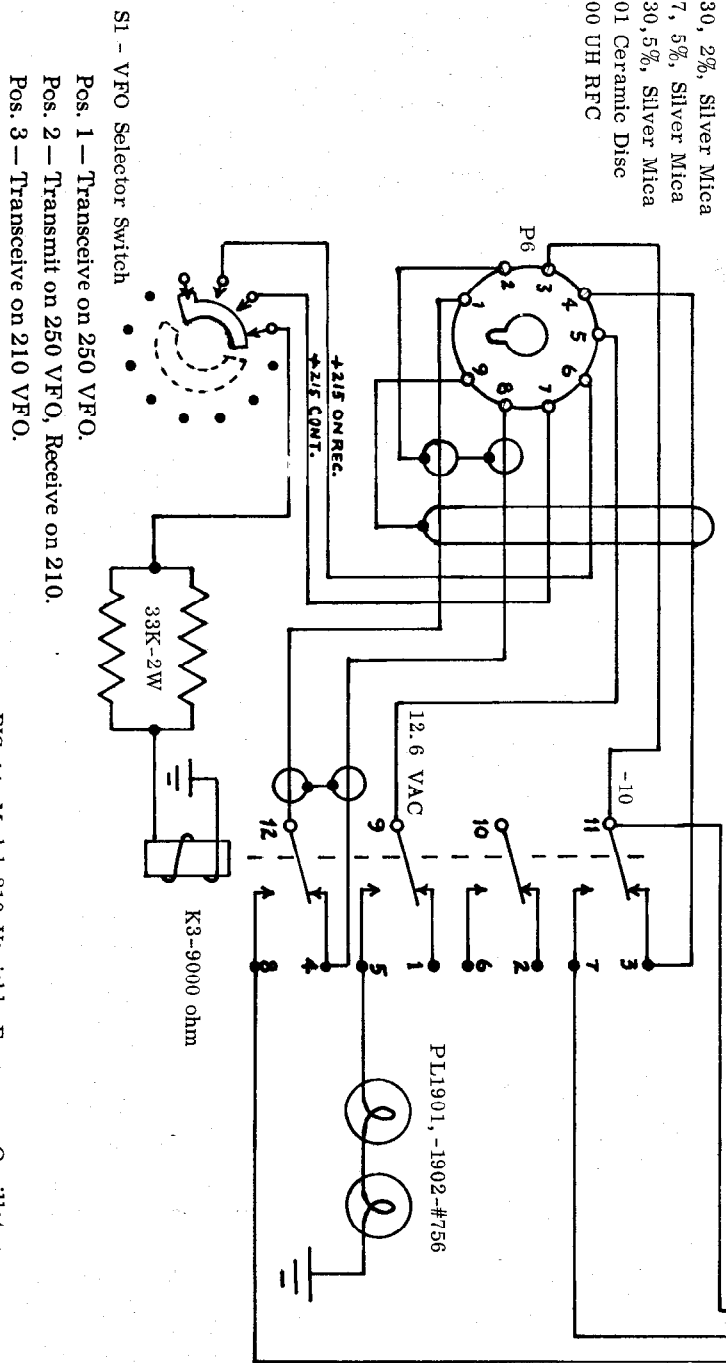 30, 2%, Silver Mica
7, 5%, Silver Mica
30,5%, Silver Mica
01 Ceramic Disc
00 UH RFC
P6
1
2
3
4
5
6
7
8
9
+215 ON REC.
+215 CONT.
S1 - VFO Selector Switch
Pos. 1 — Transceive on 250 VFO.
Pos. 2 — Transmit on 250 VFO, Receive on 210.
Pos. 3 — Transceive on 210 VFO.
33K-2W
K3-9000 ohm
12.6 VAC
-10
12
9
10
11
8
4
5
1
6
2
7
3
PL1901, -1902-#756